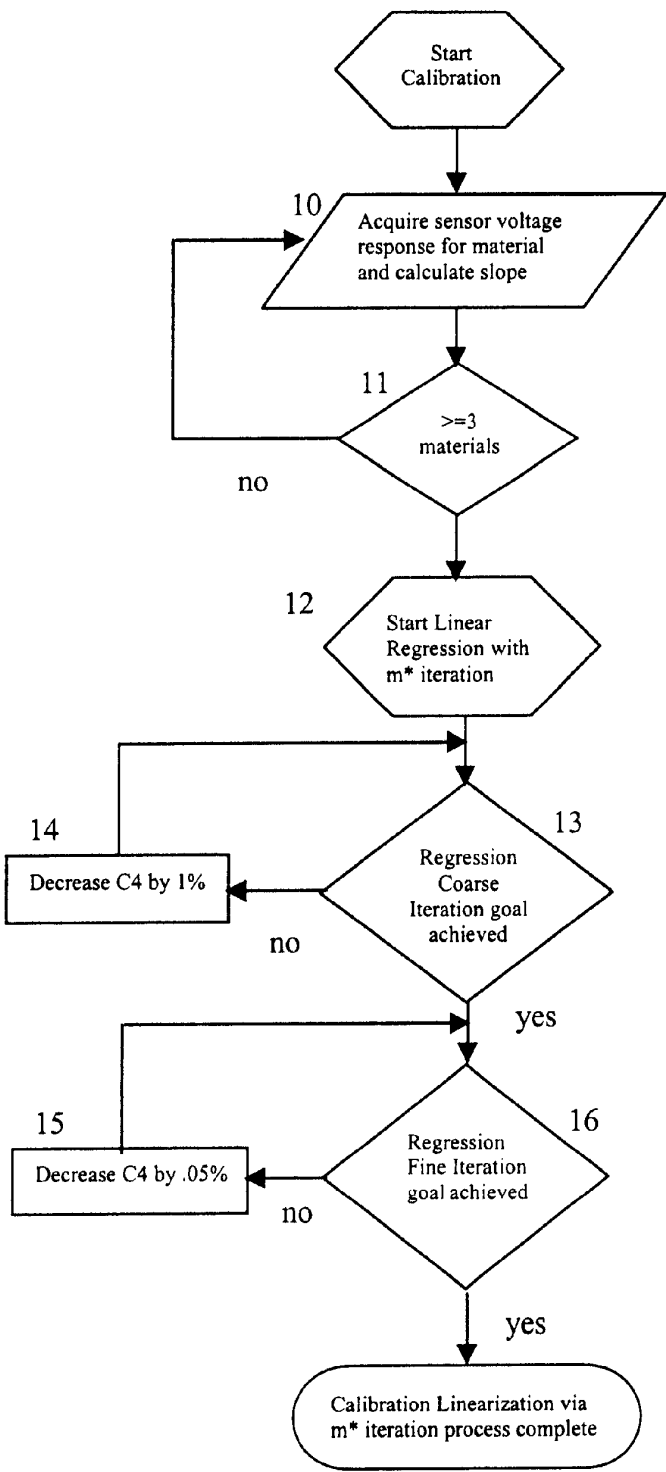 Start
Calibration
10
Acquire sensor voltage
response for material
and calculate slope
11
>=3
materials
no
12
Start Linear
Regression with
m* iteration
13
Regression
Coarse
Iteration goal
achieved
14
Decrease C4 by 1%
no
yes
15
Decrease C4 by .05%
16
Regression
Fine Iteration
goal achieved
no
yes
Calibration Linearization via
m* iteration process complete